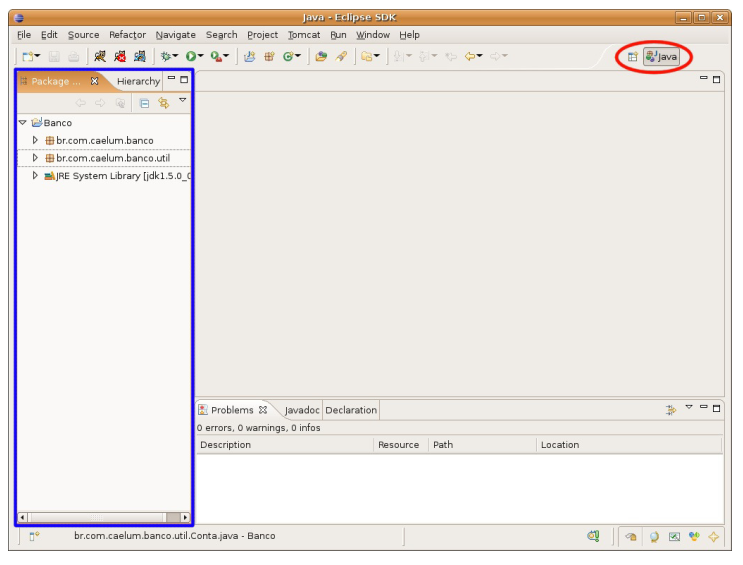 Java - Eclipse SDK
File Edit Source Refactor Navigate Search Project Tomcat Run Window Help
Java
Package ... Hierarchy
Banco
br.com.caelum.banco
br.com.caelum.banco.util
JRE System Library [jdk1.5.0_0
Problems Javadoc Declaration
0 errors, 0 warnings, 0 infos
Description Resource Path Location
br.com.caelum.banco.util.Conta.java - Banco